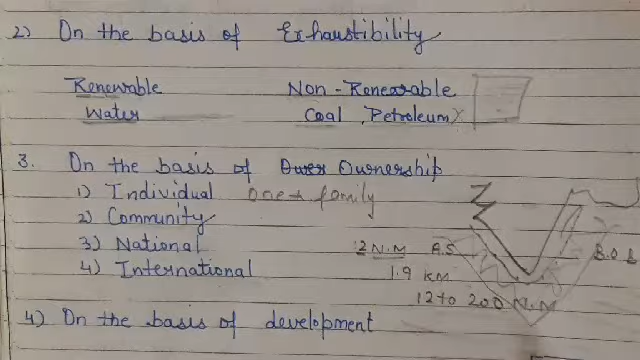 2) On the basis of Exhaustibility
Renewable Non-Renewable
Water Coal, Petroleum
3. On the basis of Ower Ownership
1) Individual one family
2) Community
3) National
4) International
12 N.M A.S B.O B
1.9 KM
12 to 200 N.M
4) On the basis of development